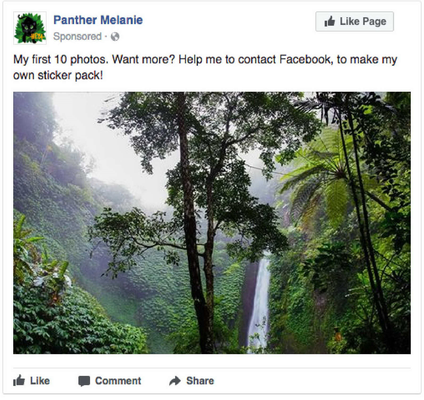 Panther Melanie
Sponsored ·
Like Page
My first 10 photos. Want more? Help me to contact Facebook, to make my
own sticker pack!
Like
Comment
Share